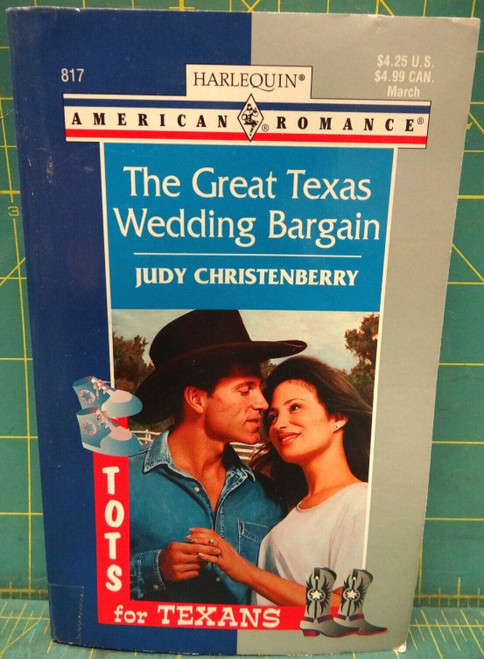 817
HARLEQUIN®
$4.25 U.S.
$4.99 CAN.
March
AMERICAN ® ROMANCE®
The Great Texas
Wedding Bargain
JUDY CHRISTENBERRY
TOTS
for TEXANS
3